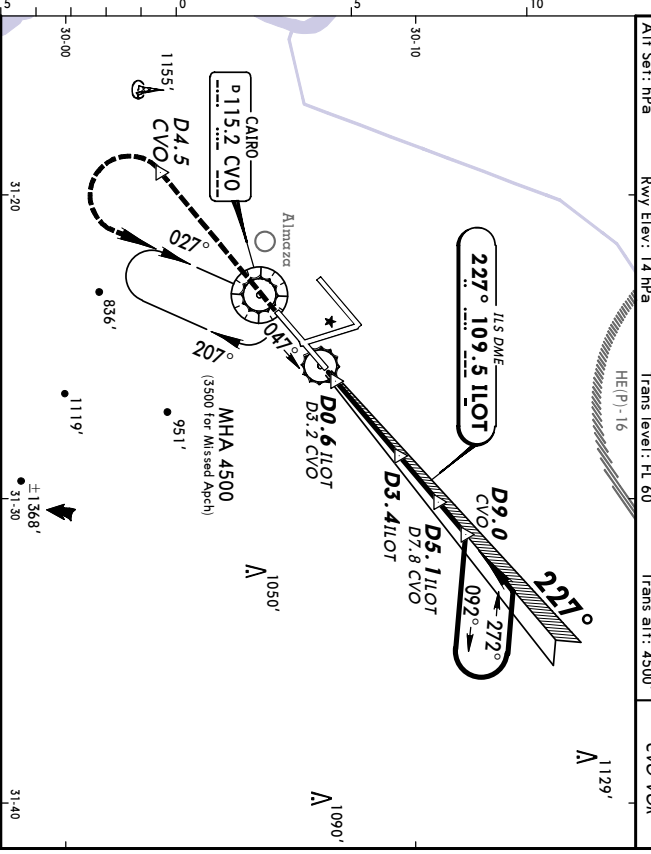 Alt Set: hPa
Rwy Elev: 14 hPa
Trans level: FL 60
Trans alt: 4500'
CVO VOR
5
0
5
10
30-00
30-10
31-20
31-30
31-40
HE(P)-16
1155'
D4.5
CVO
CAIRO
D 115.2 CVO
Almaza
ILS DME
227° 109.5 ILOT
027°
207°
047°
836'
1119'
951'
±1368'
MHA 4500
(3500 for Missed Apch)
D0.6 ILOT
D3.2 CVO
D3.4 ILOT
D5.1 ILOT
D7.8 CVO
D9.0
CVO
227°
272°
092°
1050'
1090'
1129'